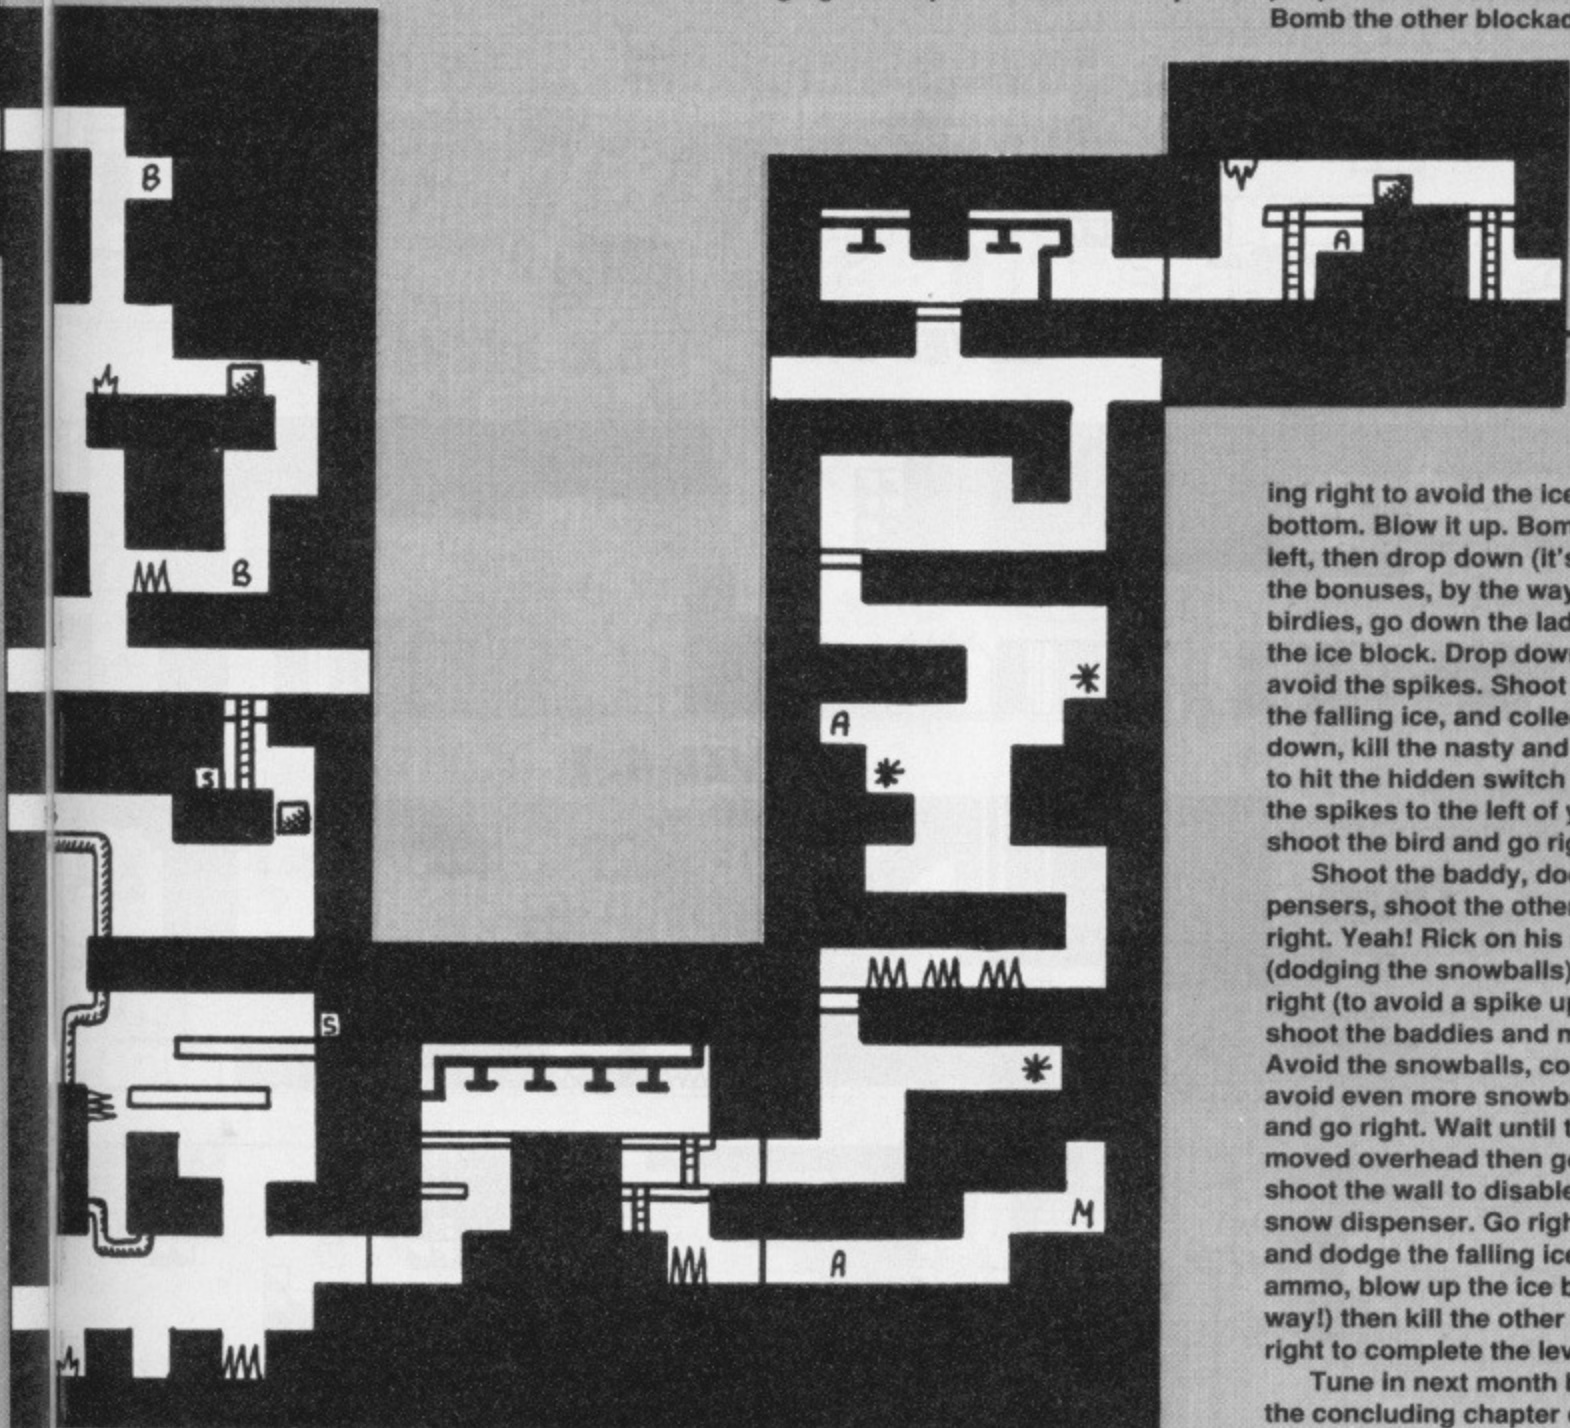 Bomb the other blockad
B
A
ing right to avoid the ice
bottom. Blow it up. Bom
left, then drop down (it's
the bonuses, by the way
birdies, go down the lad
the ice block. Drop down
avoid the spikes. Shoot
the falling ice, and colle
down, kill the nasty and
to hit the hidden switch
the spikes to the left of y
shoot the bird and go rig
Shoot the baddy, do
pensers, shoot the other
right. Yeah! Rick on his
(dodging the snowballs)
right (to avoid a spike up
shoot the baddies and n
Avoid the snowballs, co
avoid even more snowb
and go right. Wait until t
moved overhead then g
shoot the wall to disable
snow dispenser. Go righ
and dodge the falling ice
ammo, blow up the ice b
way!) then kill the other
right to complete the lev
Tune in next month
the concluding chapter
B
A
S
S
M
A